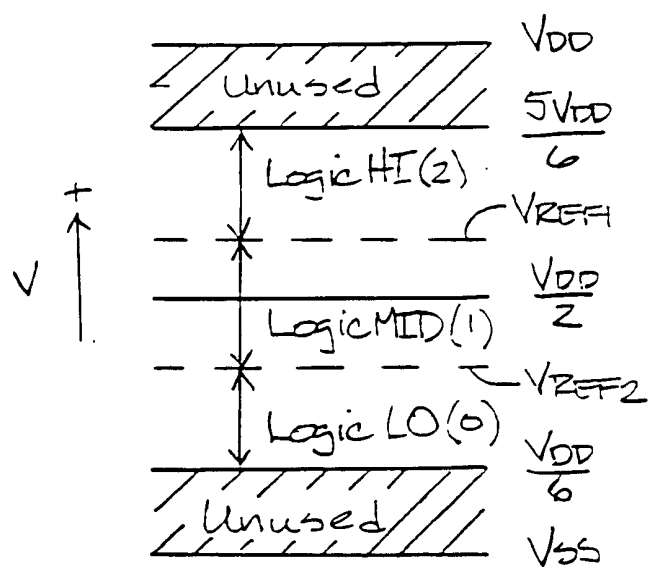 VDD
Unused
5VDD
6
Logic HI (2)
VREF1
+
V
VDD
2
Logic MID (1)
VREF2
Logic LO (0)
VDD
6
Unused
VSS